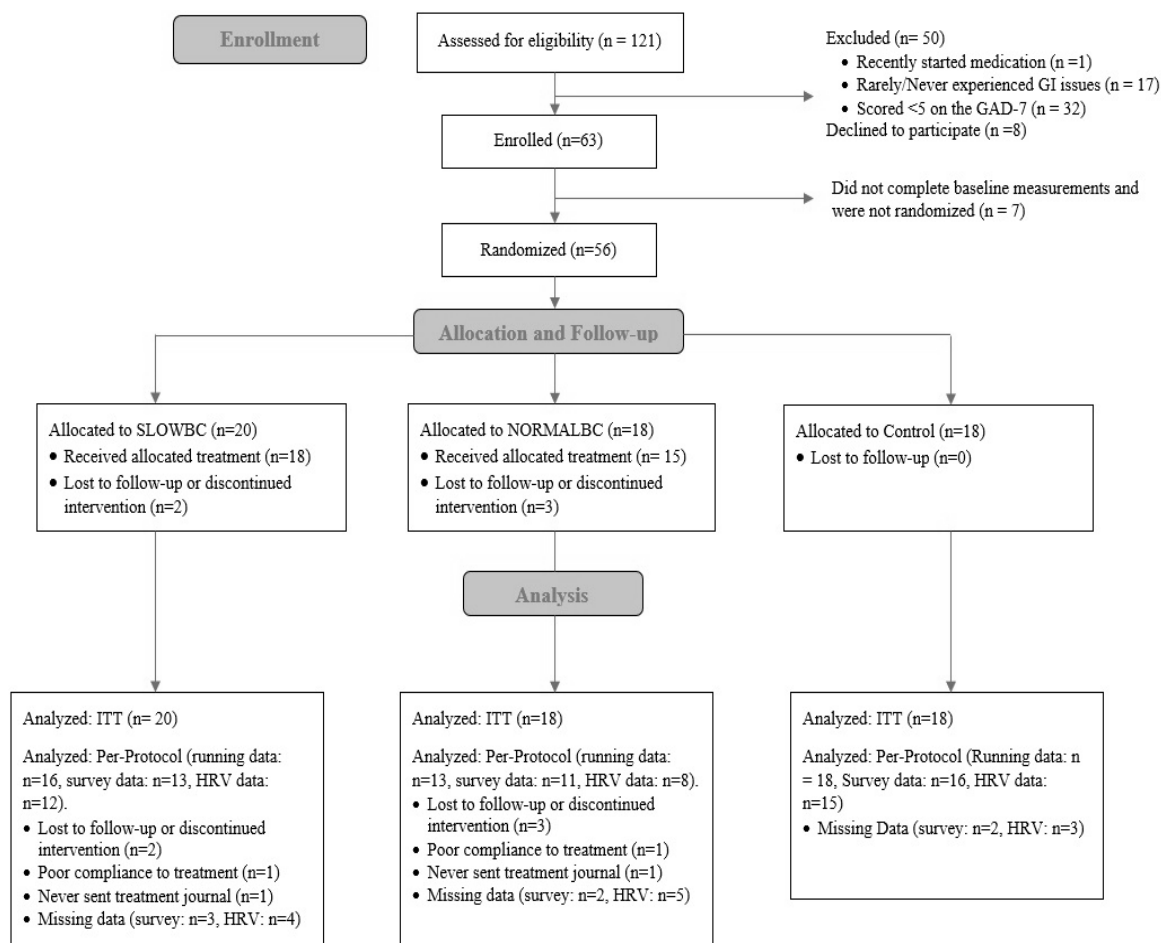 Enrollment
Assessed for eligibility (n = 121)
Excluded (n= 50)
• Recently started medication (n =1)
• Rarely/Never experienced GI issues (n = 17)
• Scored <5 on the GAD-7 (n = 32)
Declined to participate (n =8)
Enrolled (n=63)
Did not complete baseline measurements and
were not randomized (n = 7)
Randomized (n=56)
Allocation and Follow-up
Allocated to SLOWBC (n=20)
• Received allocated treatment (n=18)
• Lost to follow-up or discontinued
intervention (n=2)
Allocated to NORMALBC (n=18)
• Received allocated treatment (n= 15)
• Lost to follow-up or discontinued
intervention (n=3)
Allocated to Control (n=18)
• Lost to follow-up (n=0)
Analysis
Analyzed: ITT (n= 20)
Analyzed: Per-Protocol (running data:
n=16, survey data: n=13, HRV data:
n=12).
• Lost to follow-up or discontinued
intervention (n=2)
• Poor compliance to treatment (n=1)
• Never sent treatment journal (n=1)
• Missing data (survey: n=3, HRV: n=4)
Analyzed: ITT (n=18)
Analyzed: Per-Protocol (running data:
n=13, survey data: n=11, HRV data: n=8).
• Lost to follow-up or discontinued
intervention (n=3)
• Poor compliance to treatment (n=1)
• Never sent treatment journal (n=1)
• Missing data (survey: n=2, HRV: n=5)
Analyzed: ITT (n=18)
Analyzed: Per-Protocol (Running data: n
= 18, Survey data: n=16, HRV data:
n=15)
• Missing Data (survey: n=2, HRV: n=3)